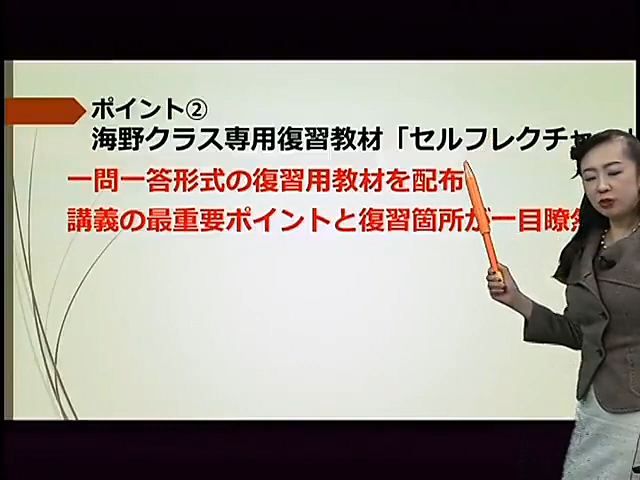 ポイント②
海野クラス専用復習教材「セルフレクチャー
一問一答形式の復習用教材を配布
講義の最重要ポイントと復習箇所が一目瞭然